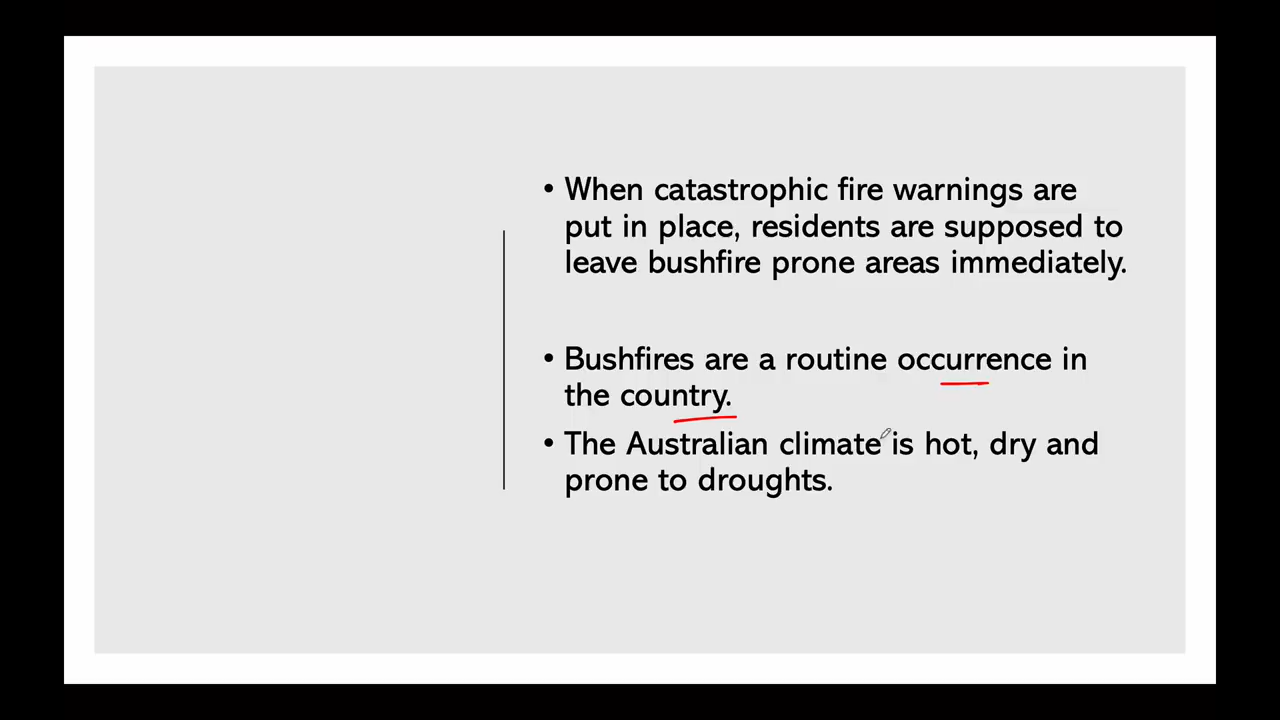 • When catastrophic fire warnings are
put in place, residents are supposed to
leave bushfire prone areas immediately.
• Bushfires are a routine occurrence in
the country.
• The Australian climate is hot, dry and
prone to droughts.